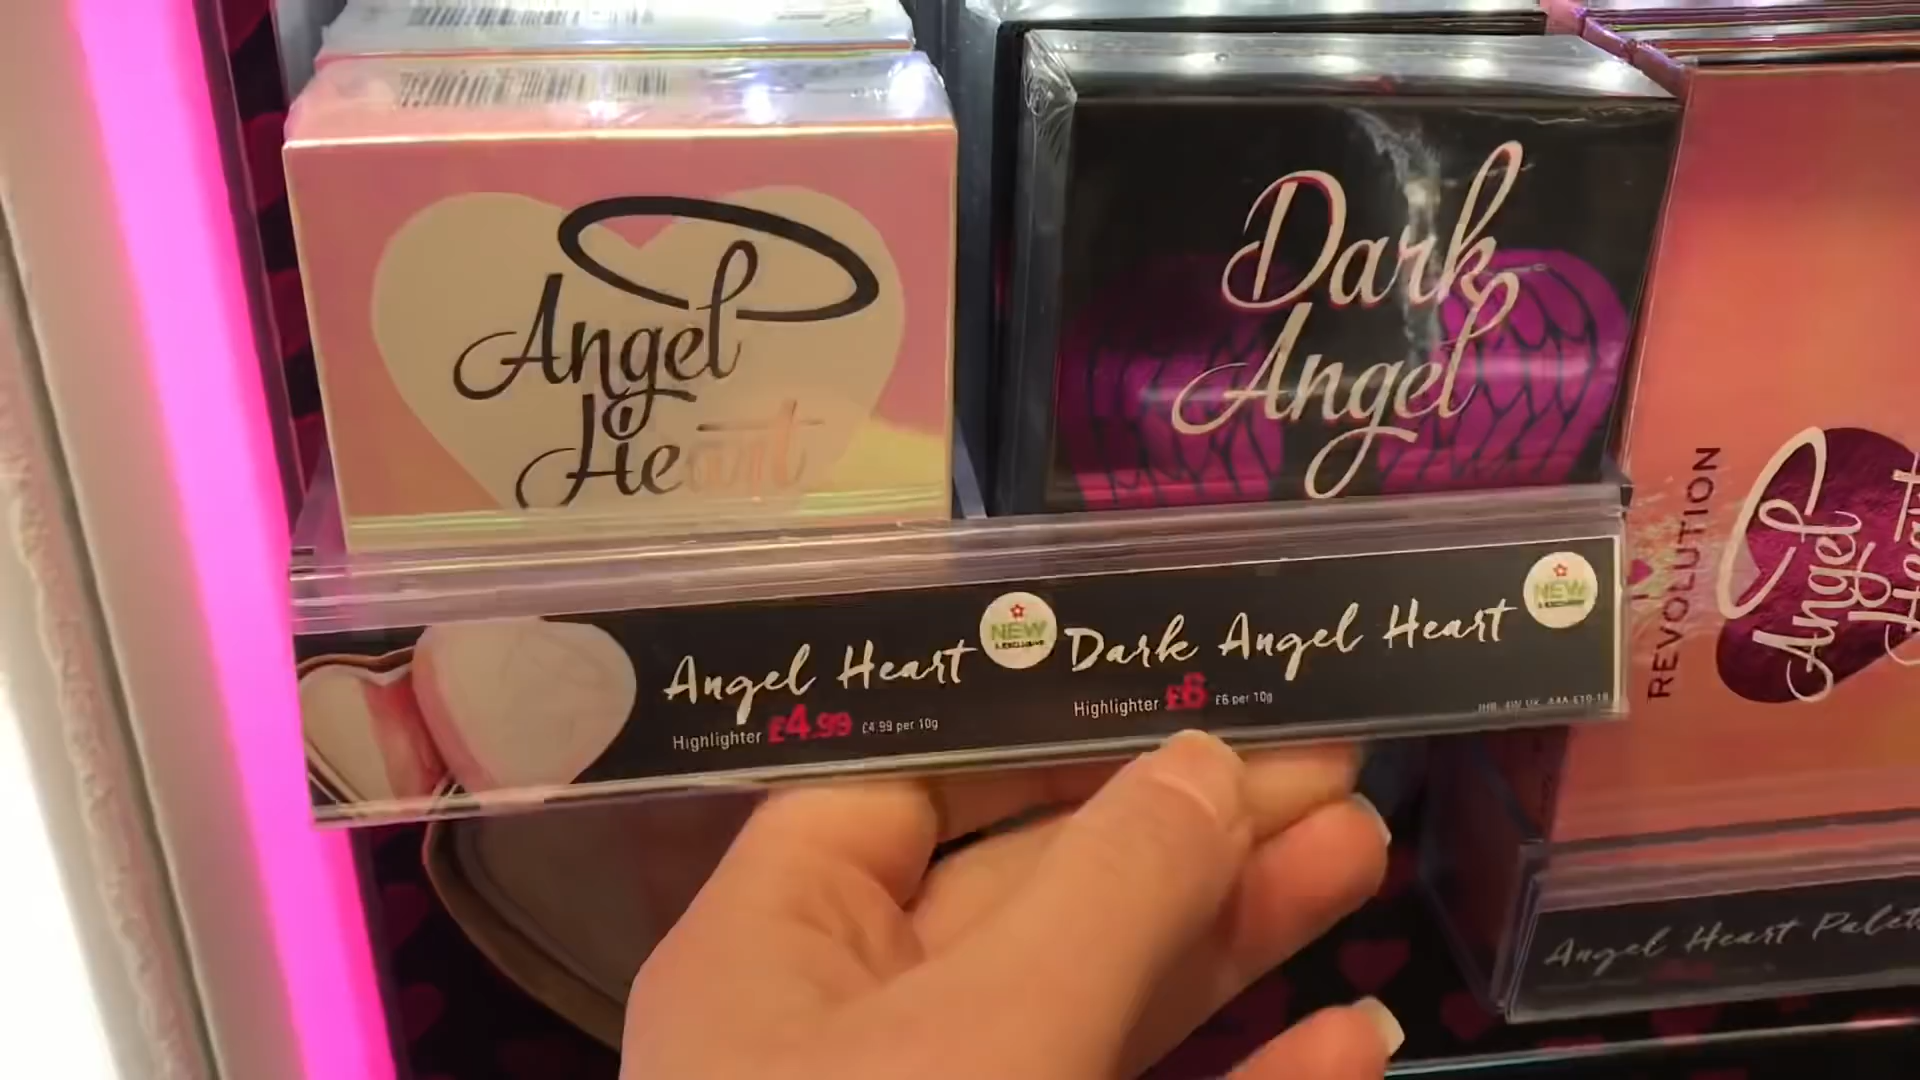 Angel
Heart
Dark
Angel
REVOLUTION
Angel
Heart
Angel Heart
NEW
Highlighter £4.99 £4.99 per 10g
Dark Angel Heart
NEW
Highlighter £6 £6 per 10g
Angel Heart